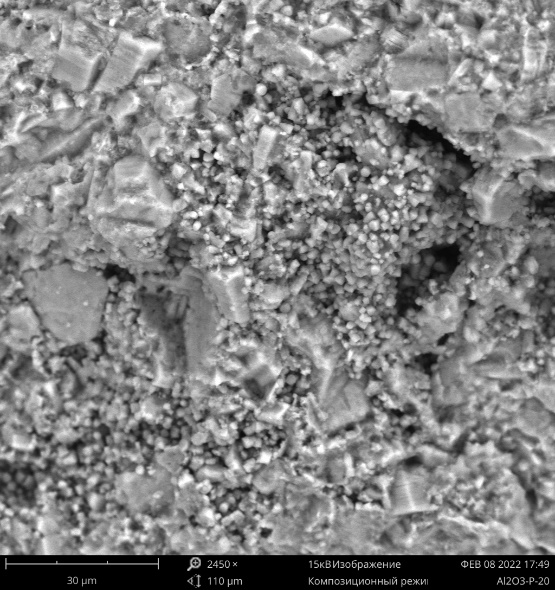 2450 × 15кВИзображение ФЕВ 08 2022 17:49
30 µm 110 µm Композиционный режи Al2O3-P-20